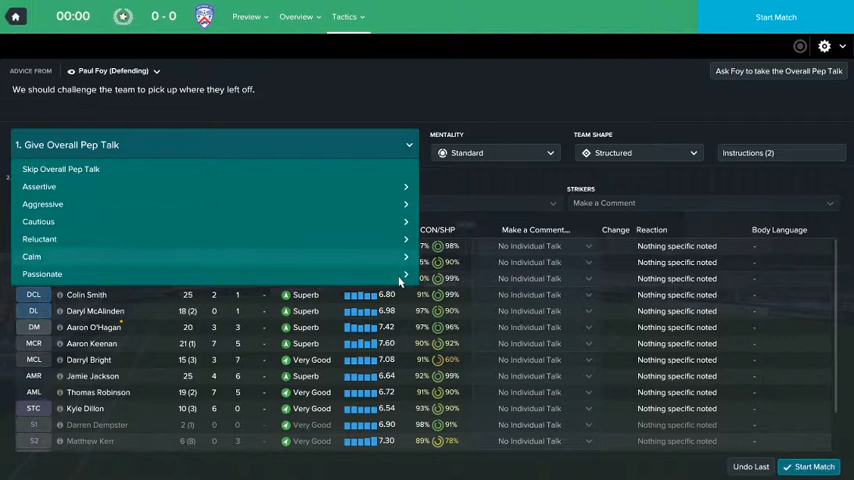 00:00 0 - 0 Preview Overview Tactics Start Match
ADVICE FROM Paul Foy (Defending) Ask Foy to take the Overall Pep Talk
We should challenge the team to pick up where they left off.
1. Give Overall Pep Talk
MENTALITY TEAM SHAPE
Standard Structured Instructions (2)
Skip Overall Pep Talk
Assertive
Aggressive
Cautious
Reluctant
Calm
Passionate
2.
STRIKERS
Make a Comment
CON/SHP Make a Comment... Change Reaction Body Language
7% 98% No Individual Talk Nothing specific noted -
5% 90% No Individual Talk Nothing specific noted -
0% 99% No Individual Talk Nothing specific noted -
DCL Colin Smith 25 2 1 - Superb 6.80 91% 99% No Individual Talk Nothing specific noted -
DL Daryl McAlinden 18 (2) 0 1 - Superb 6.98 97% 90% No Individual Talk Nothing specific noted -
DM Aaron O'Hagan 20 3 3 - Superb 7.42 97% 96% No Individual Talk Nothing specific noted -
MCR Aaron Keenan 21 (1) 7 5 - Superb 7.60 90% 92% No Individual Talk Nothing specific noted -
MCL Darryl Bright 15 (3) 3 7 - Very Good 7.08 91% 60% No Individual Talk Nothing specific noted -
AMR Jamie Jackson 25 4 6 - Superb 6.64 92% 99% No Individual Talk Nothing specific noted -
AML Thomas Robinson 19 (2) 7 5 - Very Good 6.72 91% 90% No Individual Talk Nothing specific noted -
STC Kyle Dillon 10 (3) 6 0 - Very Good 6.54 93% 90% No Individual Talk Nothing specific noted -
S1 Darren Dempster 2 (1) 0 0 - Very Good 6.90 98% 91% No Individual Talk Nothing specific noted -
S2 Matthew Kerr 6 (8) 0 3 - Very Good 7.30 89% 78% No Individual Talk Nothing specific noted -
Undo Last Start Match